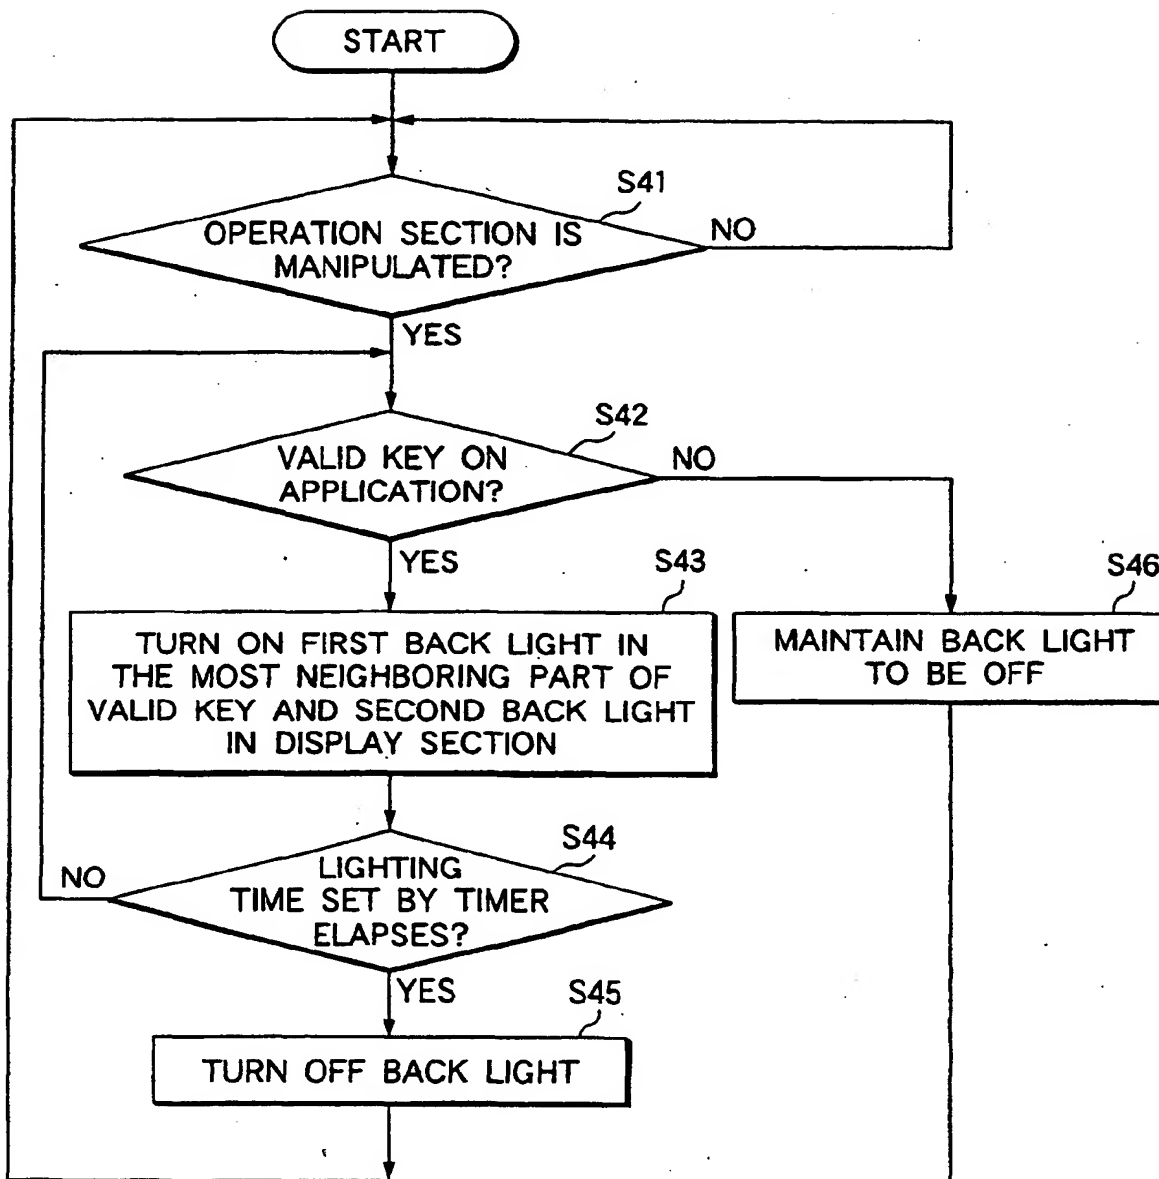 START
S41
OPERATION SECTION IS
MANIPULATED?
NO
YES
S42
VALID KEY ON
APPLICATION?
NO
YES
S43
TURN ON FIRST BACK LIGHT IN
THE MOST NEIGHBORING PART OF
VALID KEY AND SECOND BACK LIGHT
IN DISPLAY SECTION
S46
MAINTAIN BACK LIGHT
TO BE OFF
S44
LIGHTING
TIME SET BY TIMER
ELAPSES?
NO
YES
S45
TURN OFF BACK LIGHT